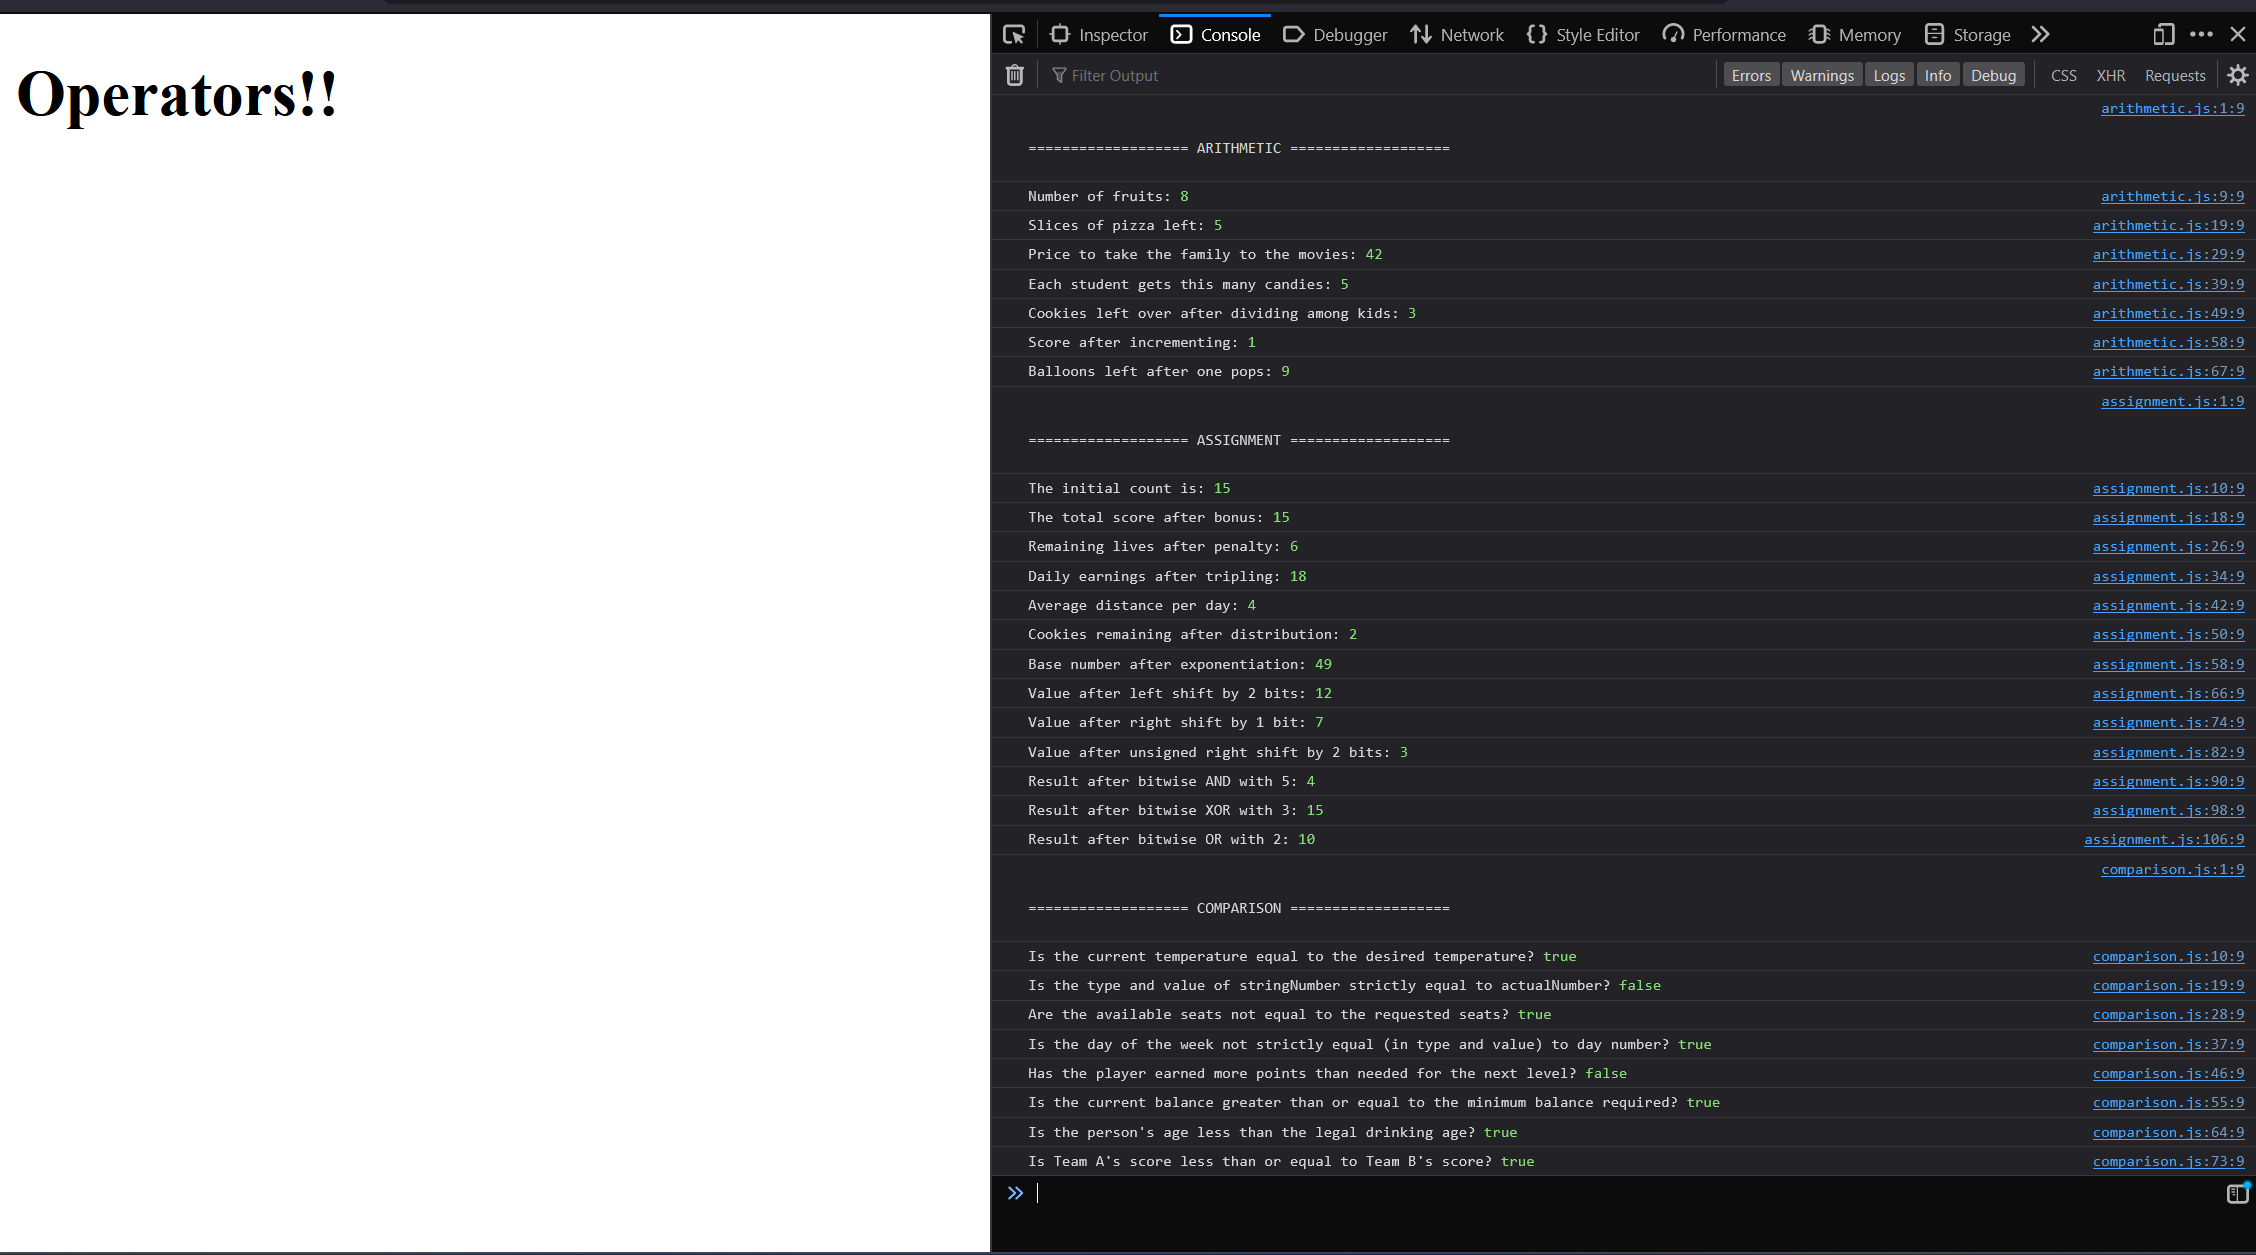 Operators!!
Inspector Console Debugger Network Style Editor Performance Memory Storage
Filter Output Errors Warnings Logs Info Debug CSS XHR Requests
arithmetic.js:1:9
=================== ARITHMETIC ===================
Number of fruits: 8 arithmetic.js:9:9
Slices of pizza left: 5 arithmetic.js:19:9
Price to take the family to the movies: 42 arithmetic.js:29:9
Each student gets this many candies: 5 arithmetic.js:39:9
Cookies left over after dividing among kids: 3 arithmetic.js:49:9
Score after incrementing: 1 arithmetic.js:58:9
Balloons left after one pops: 9 arithmetic.js:67:9
assignment.js:1:9
=================== ASSIGNMENT ===================
The initial count is: 15 assignment.js:10:9
The total score after bonus: 15 assignment.js:18:9
Remaining lives after penalty: 6 assignment.js:26:9
Daily earnings after tripling: 18 assignment.js:34:9
Average distance per day: 4 assignment.js:42:9
Cookies remaining after distribution: 2 assignment.js:50:9
Base number after exponentiation: 49 assignment.js:58:9
Value after left shift by 2 bits: 12 assignment.js:66:9
Value after right shift by 1 bit: 7 assignment.js:74:9
Value after unsigned right shift by 2 bits: 3 assignment.js:82:9
Result after bitwise AND with 5: 4 assignment.js:90:9
Result after bitwise XOR with 3: 15 assignment.js:98:9
Result after bitwise OR with 2: 10 assignment.js:106:9
comparison.js:1:9
=================== COMPARISON ===================
Is the current temperature equal to the desired temperature? true comparison.js:10:9
Is the type and value of stringNumber strictly equal to actualNumber? false comparison.js:19:9
Are the available seats not equal to the requested seats? true comparison.js:28:9
Is the day of the week not strictly equal (in type and value) to day number? true comparison.js:37:9
Has the player earned more points than needed for the next level? false comparison.js:46:9
Is the current balance greater than or equal to the minimum balance required? true comparison.js:55:9
Is the person's age less than the legal drinking age? true comparison.js:64:9
Is Team A's score less than or equal to Team B's score? true comparison.js:73:9